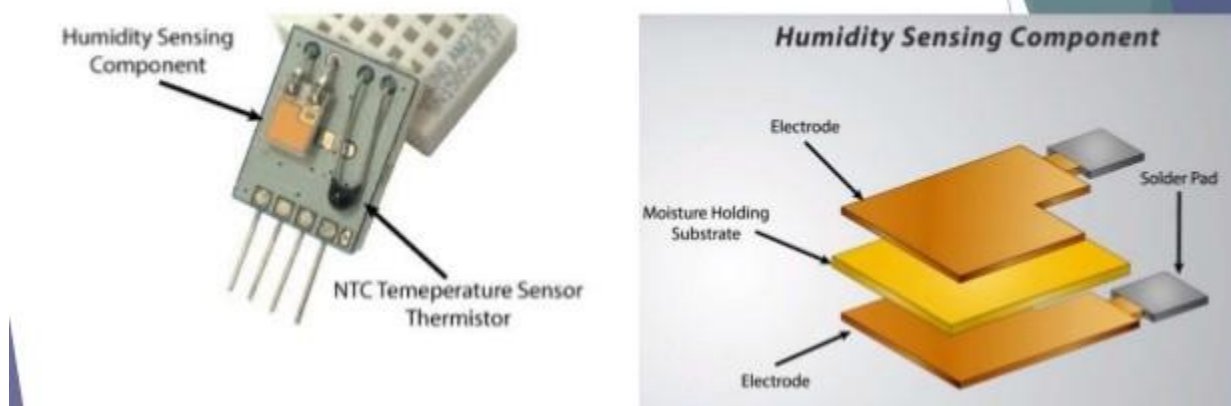 Humidity Sensing
Component
NTC Temeperature Sensor
Thermistor
Humidity Sensing Component
Electrode
Solder Pad
Moisture Holding
Substrate
Electrode